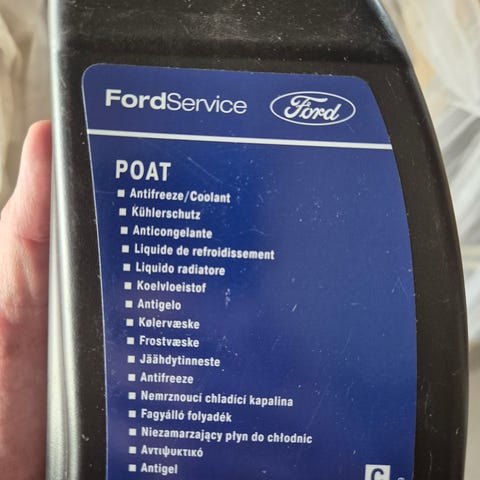 FordService Ford
POAT
▪ Antifreeze/Coolant
▪ Kühlerschutz
▪ Anticongelante
▪ Liquide de refroidissement
▪ Liquido radiatore
▪ Koelvloeistof
▪ Antigelo
▪ Kølervæske
▪ Frostvæske
▪ Jäähdytinneste
▪ Antifreeze
▪ Nemrznoucí chladící kapalina
▪ Fagyálló folyadék
▪ Niezamarzający płyn do chłodnic
▪ Αντιψυκτικό
▪ Antigel
C